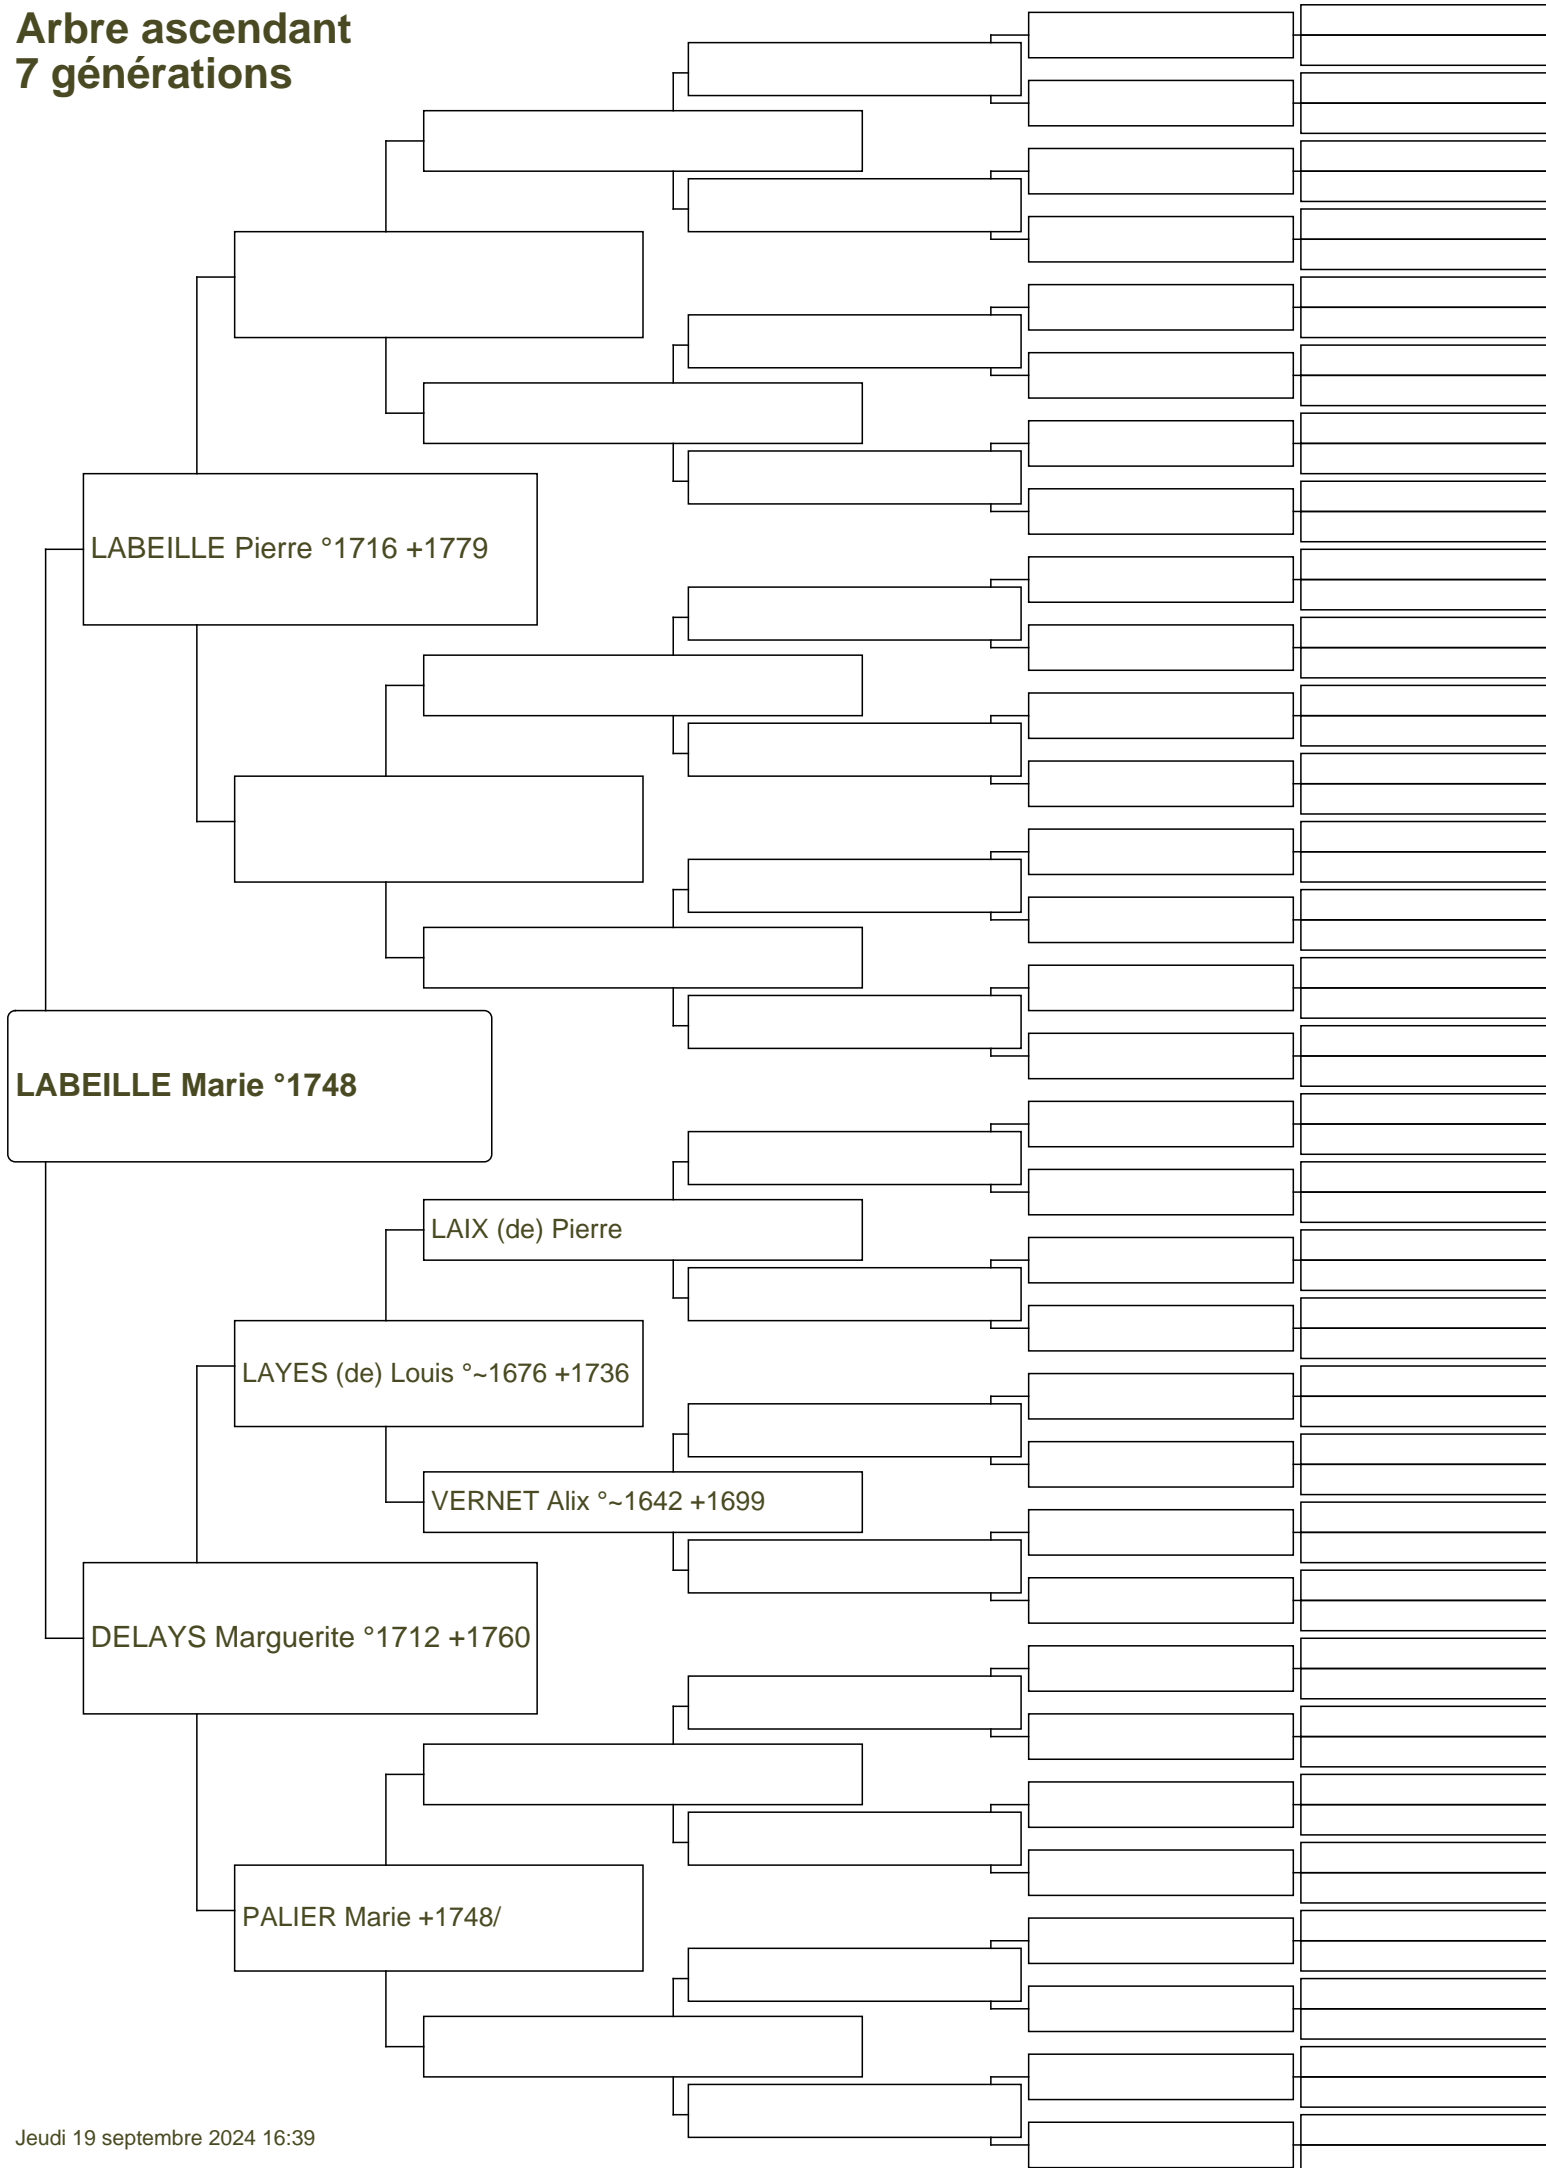 Arbre ascendant
7 générations
LABEILLE Pierre °1716 +1779
LABEILLE Marie °1748
LAIX (de) Pierre
LAYES (de) Louis °~1676 +1736
VERNET Alix °~1642 +1699
DELAYS Marguerite °1712 +1760
PALIER Marie +1748/
Jeudi 19 septembre 2024 16:39